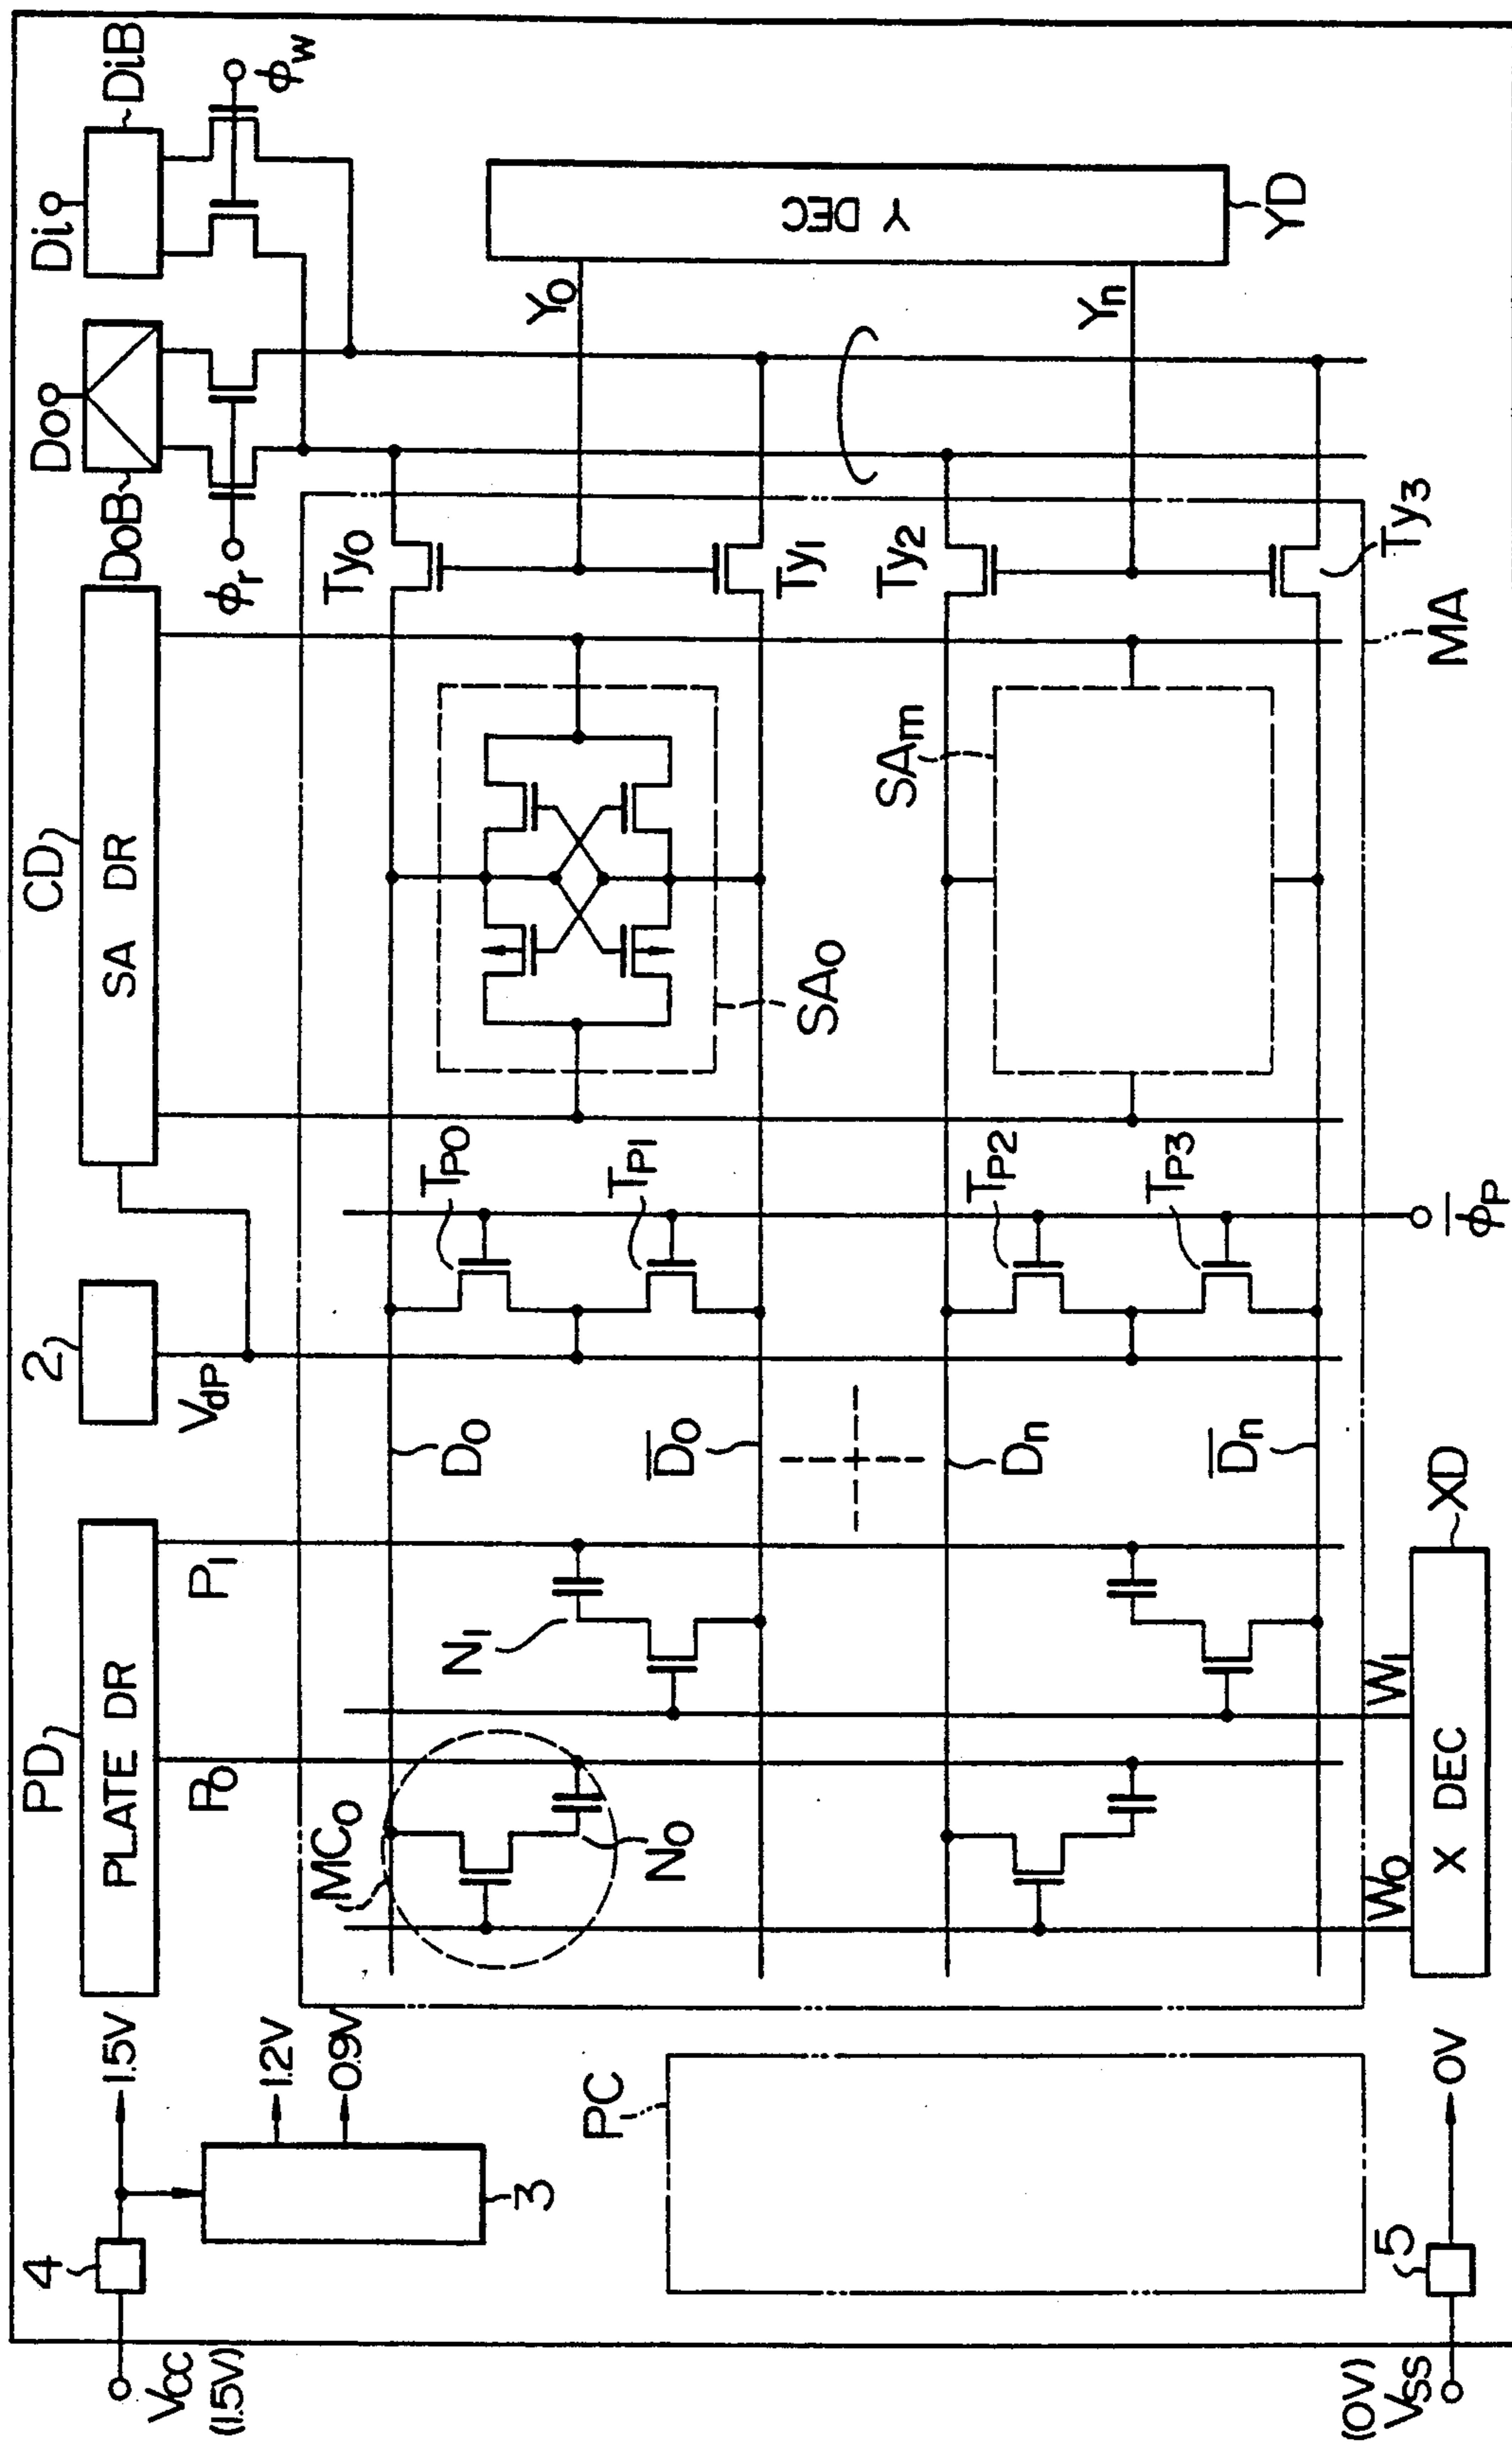 4
Vcc
(1.5V)
1.5V
3
1.2V
0.9V
PC
(0V)
Vss
5
0V
PD
PLATE DR
P0
P1
MC0
N0
N1
W0
W1
X DEC
XD
2
VdP
D0
D̅0
Dn
D̅n
TP0
TP1
TP2
TP3
ϕ̅P
CD
SA DR
SA0
SAm
MA
Ty0
Ty1
Ty2
Ty3
Do
DoB
ϕr
Di
DiB
ϕw
Y0
Yn
Y DEC
YD